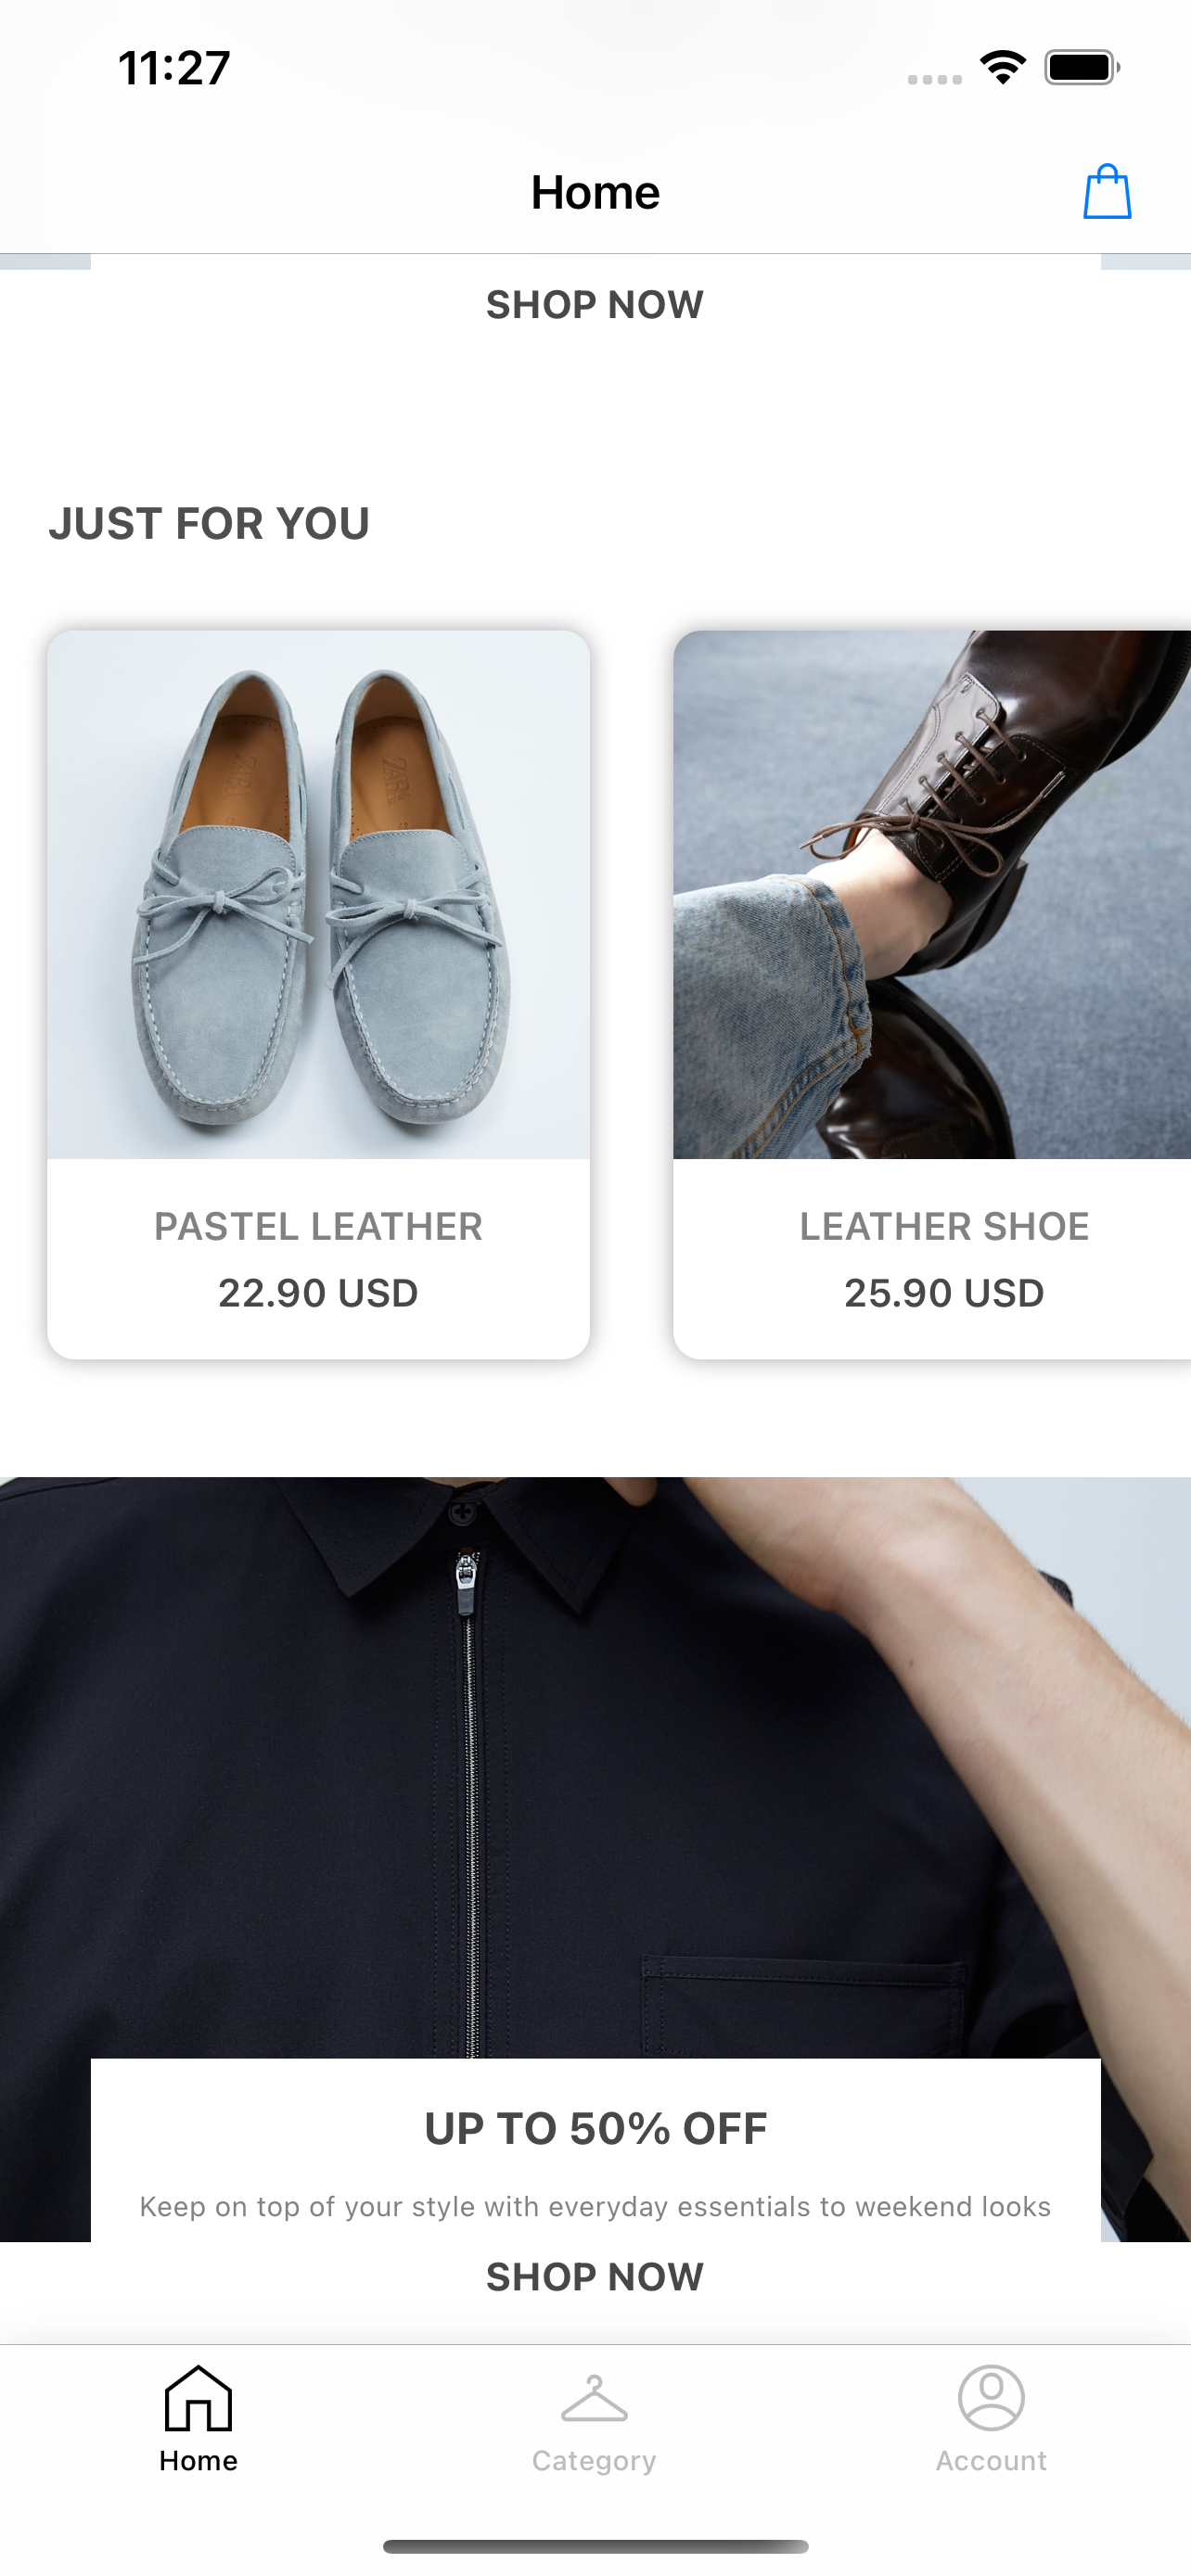 11:27
Home
SHOP NOW
JUST FOR YOU
ZARA
ZARA
PASTEL LEATHER
22.90 USD
LEATHER SHOE
25.90 USD
UP TO 50% OFF
Keep on top of your style with everyday essentials to weekend looks
SHOP NOW
Home
Category
Account